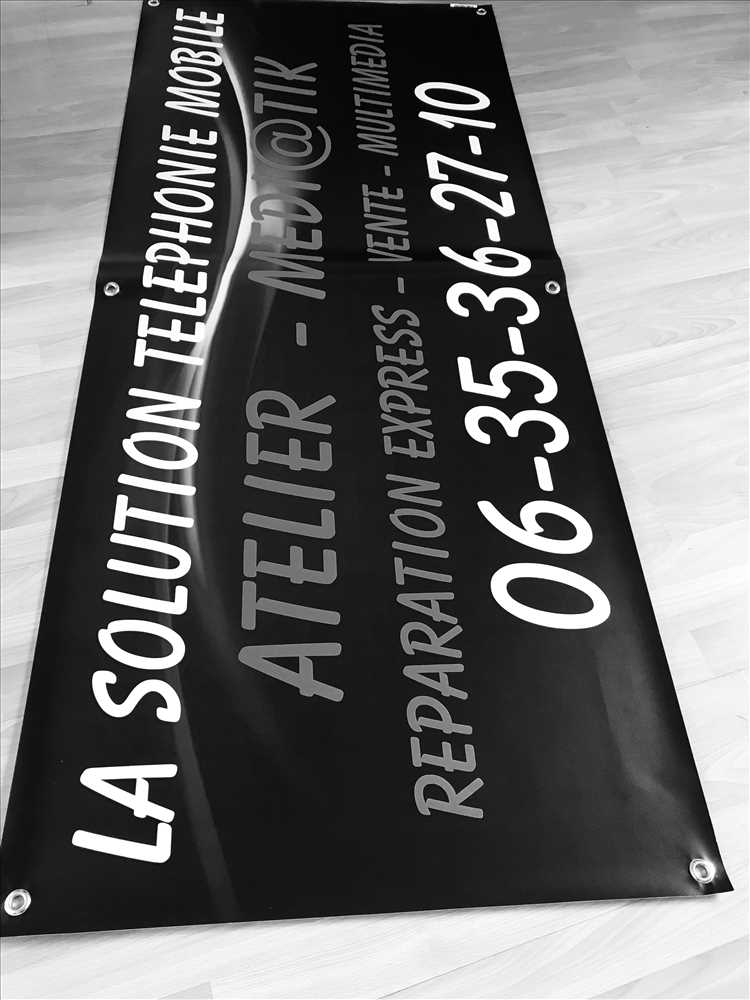 LA SOLUTION TELEPHONIE MOBILE
ATELIER - MEDI@TIK
REPARATION EXPRESS - VENTE - MULTIMEDIA
06-35-36-27-10